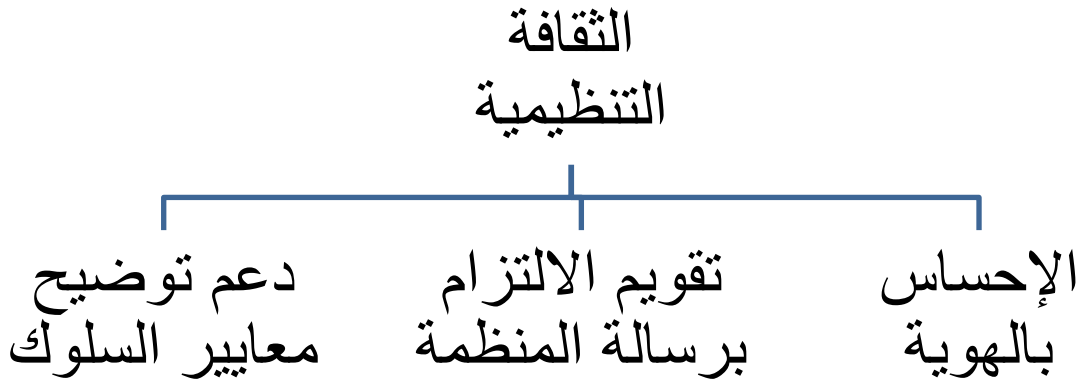 الثقافة
التنظيمية
الإحساس
بالهوية
تقويم الالتزام
برسالة المنظمة
دعم توضيح
معايير السلوك